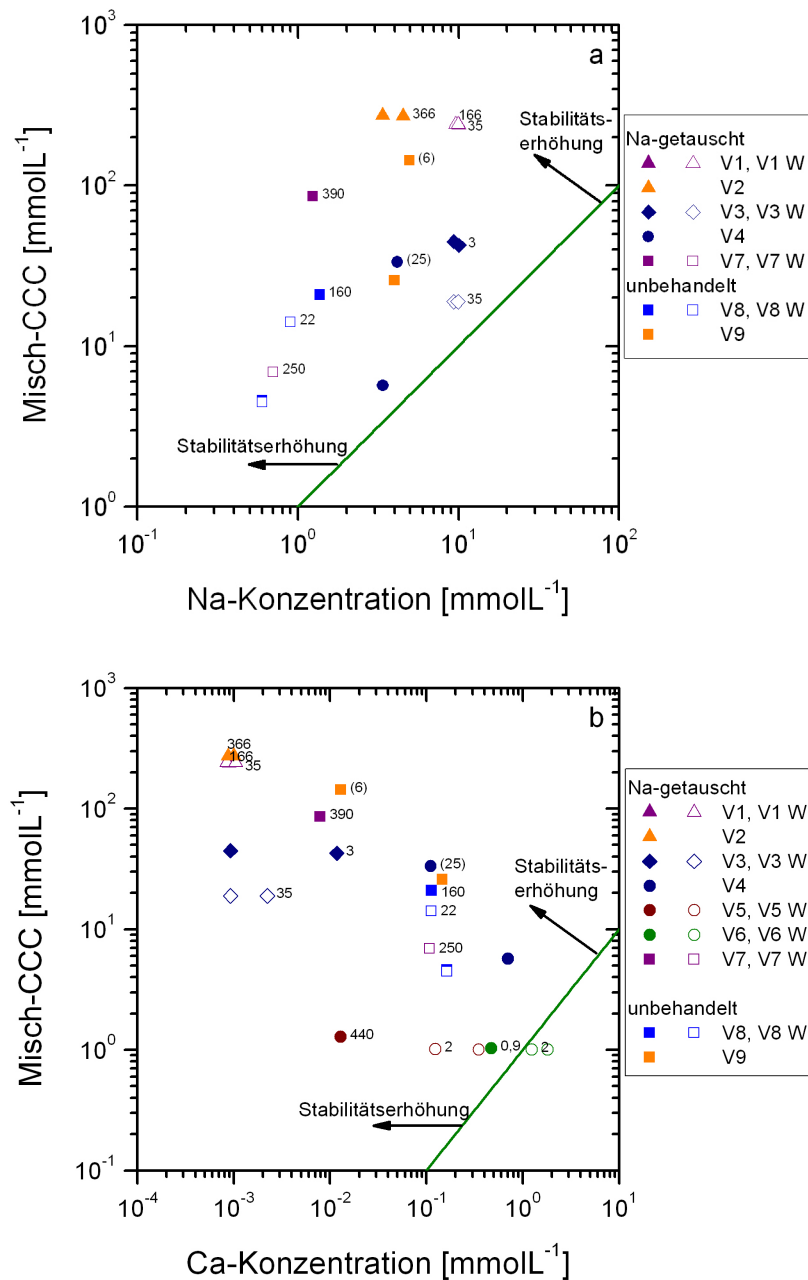 10³
a
366
166
35
Stabilitäts-
erhöhung
Na-getauscht
V1, V1 W
V2
V3, V3 W
V4
V7, V7 W
unbehandelt
V8, V8 W
V9
(6)
10²
390
3
(25)
160
35
22
10¹
250
Stabilitätserhöhung
10⁰
10⁻¹
10⁰
10¹
10²
Misch-CCC [mmolL⁻¹]
Na-Konzentration [mmolL⁻¹]
10³
b
366
166
35
(6)
10²
390
3
(25)
160
35
22
10¹
250
Stabilitäts-
erhöhung
Na-getauscht
V1, V1 W
V2
V3, V3 W
V4
V5, V5 W
V6, V6 W
V7, V7 W
unbehandelt
V8, V8 W
V9
440
2
0,9
2
10⁰
Stabilitätserhöhung
10⁻¹
10⁻⁴
10⁻³
10⁻²
10⁻¹
10⁰
10¹
Misch-CCC [mmolL⁻¹]
Ca-Konzentration [mmolL⁻¹]